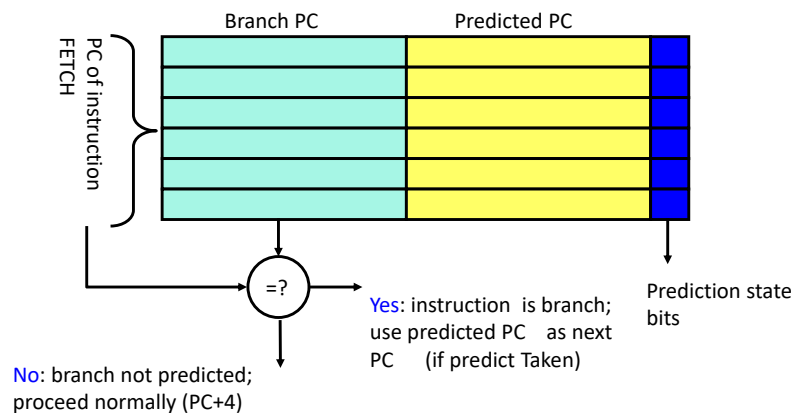 Branch PC
Predicted PC
PC of instruction
FETCH
=?
Yes: instruction is branch;
use predicted PC as next
PC (if predict Taken)
Prediction state
bits
No: branch not predicted;
proceed normally (PC+4)